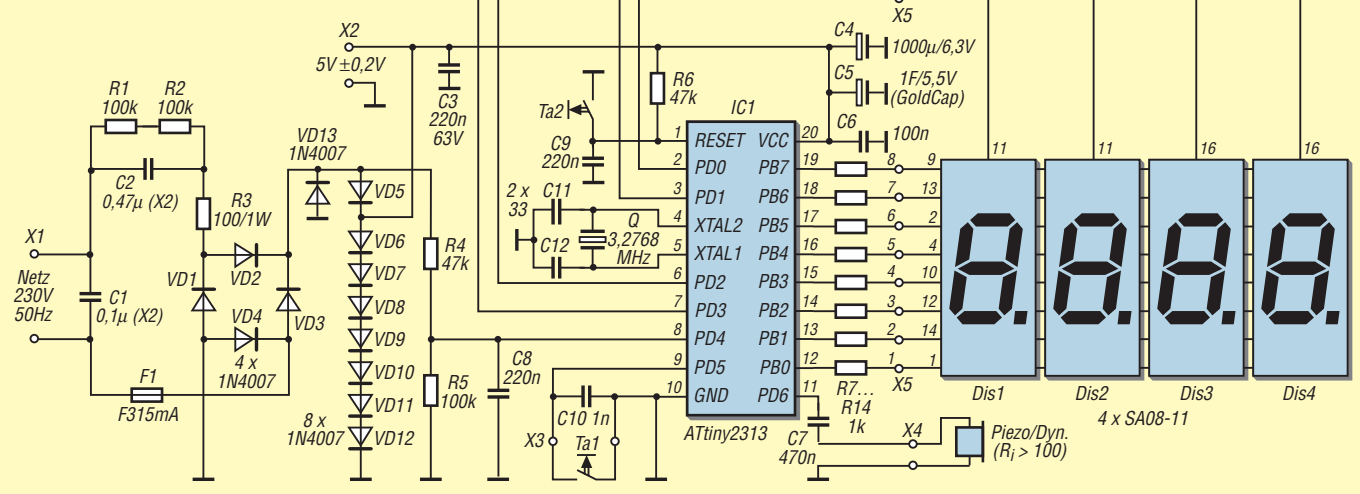 X5
X2
5V ±0,2V
C4
1000µ/6,3V
C5
1F/5,5V
(GoldCap)
C6
100n
R1
100k
R2
100k
C2
0,47µ (X2)
R3
100/1W
VD13
1N4007
C3
220n
63V
R6
47k
Ta2
C9
220n
2 x
33
C11
C12
Q
3,2768
MHz
X1
Netz
230V
50Hz
C1
0,1µ (X2)
F1
F315mA
VD1
VD2
VD4
VD3
4 x
1N4007
VD5
VD6
VD7
VD8
VD9
VD10
VD11
VD12
8 x
1N4007
R4
47k
R5
100k
C8
220n
C10 1n
X3
Ta1
IC1
1 RESET VCC 20
2 PD0 PB7 19
3 PD1 PB6 18
4 XTAL2 PB5 17
5 XTAL1 PB4 16
6 PD2 PB3 15
7 PD3 PB2 14
8 PD4 PB1 13
9 PD5 PB0 12
10 GND PD6 11
ATtiny2313
8 9
7 13
6 2
5 4
4 10
3 12
2 14
1 1
X5
R7...
R14
1k
C7
470n
X4
Piezo/Dyn.
(Ri > 100)
11
11
16
16
8.
8.
8.
8.
Dis1
Dis2
Dis3
Dis4
4 x SA08-11